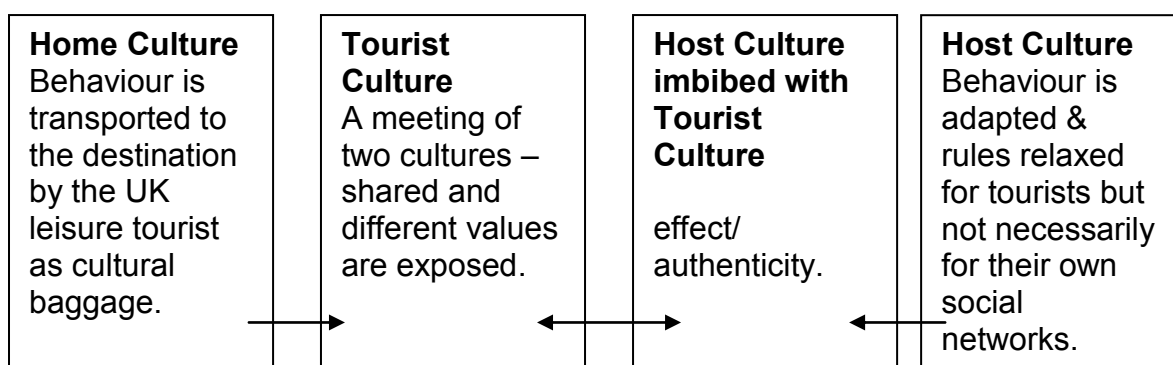 Home Culture
Behaviour is
transported to
the destination
by the UK
leisure tourist
as cultural
baggage.
Tourist
Culture
A meeting of
two cultures –
shared and
different values
are exposed.
Host Culture
imbibed with
Tourist
Culture
effect/
authenticity.
Host Culture
Behaviour is
adapted &
rules relaxed
for tourists but
not necessarily
for their own
social
networks.